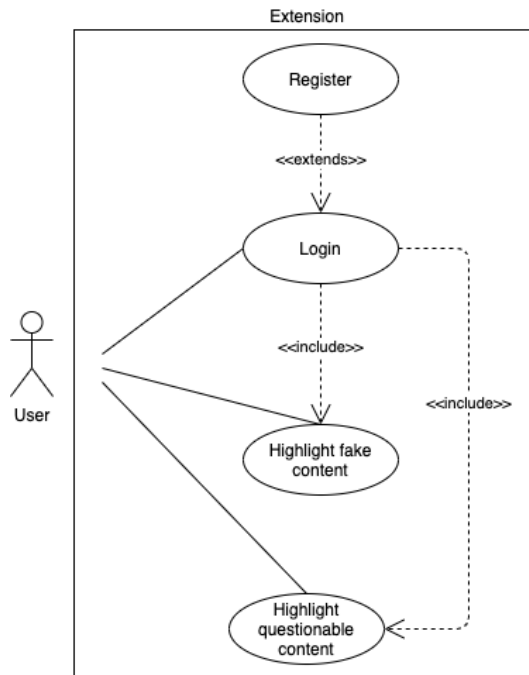 Extension
Register
<<extends>>
Login
<<include>>
<<include>>
User
Highlight fake
content
Highlight
questionable
content